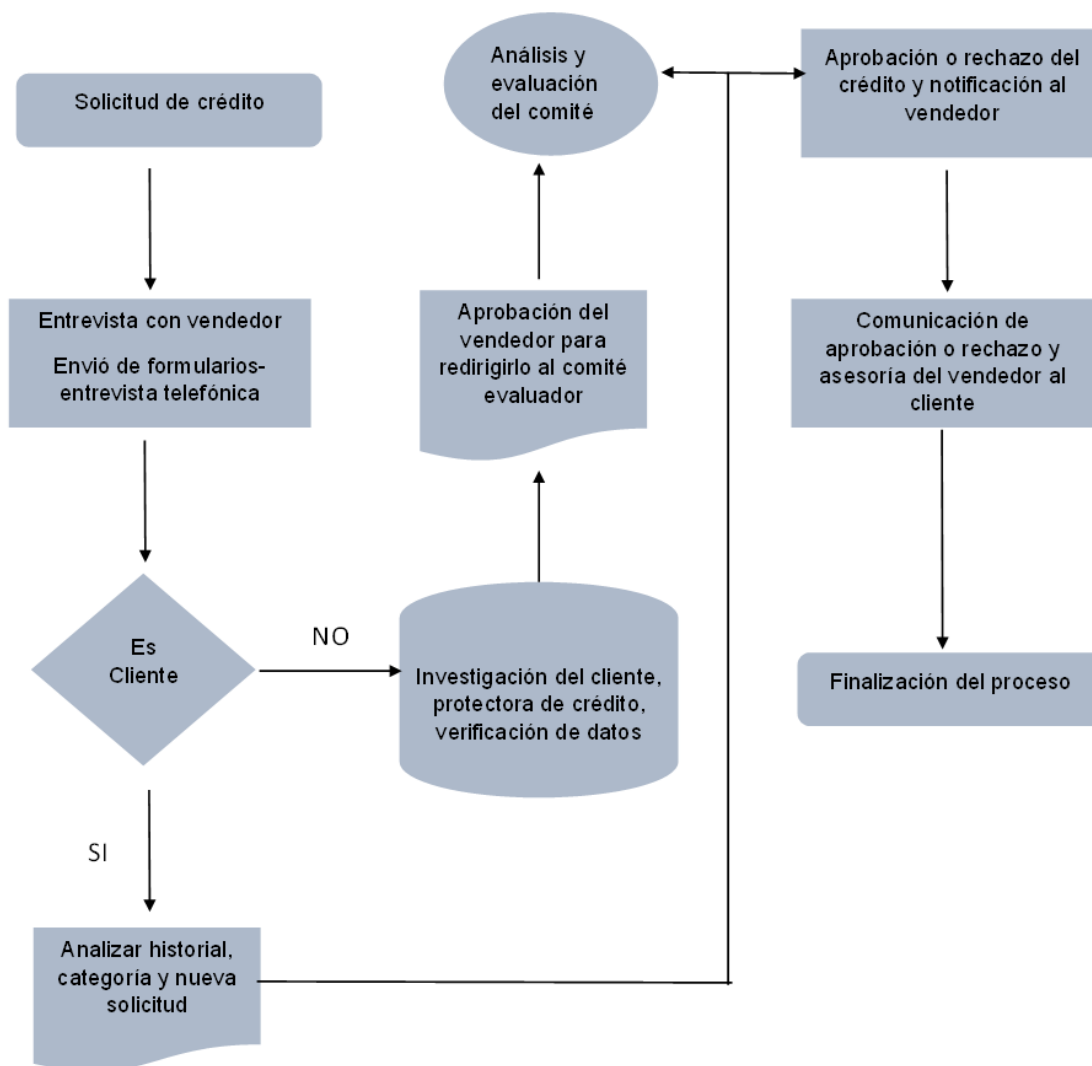 Solicitud de crédito
Entrevista con vendedor
Envió de formularios-
entrevista telefónica
Es
Cliente
NO
SI
Analizar historial,
categoría y nueva
solicitud
Investigación del cliente,
protectora de crédito,
verificación de datos
Aprobación del
vendedor para
redirigirlo al comité
evaluador
Análisis y
evaluación
del comité
Aprobación o rechazo del
crédito y notificación al
vendedor
Comunicación de
aprobación o rechazo y
asesoría del vendedor al
cliente
Finalización del proceso